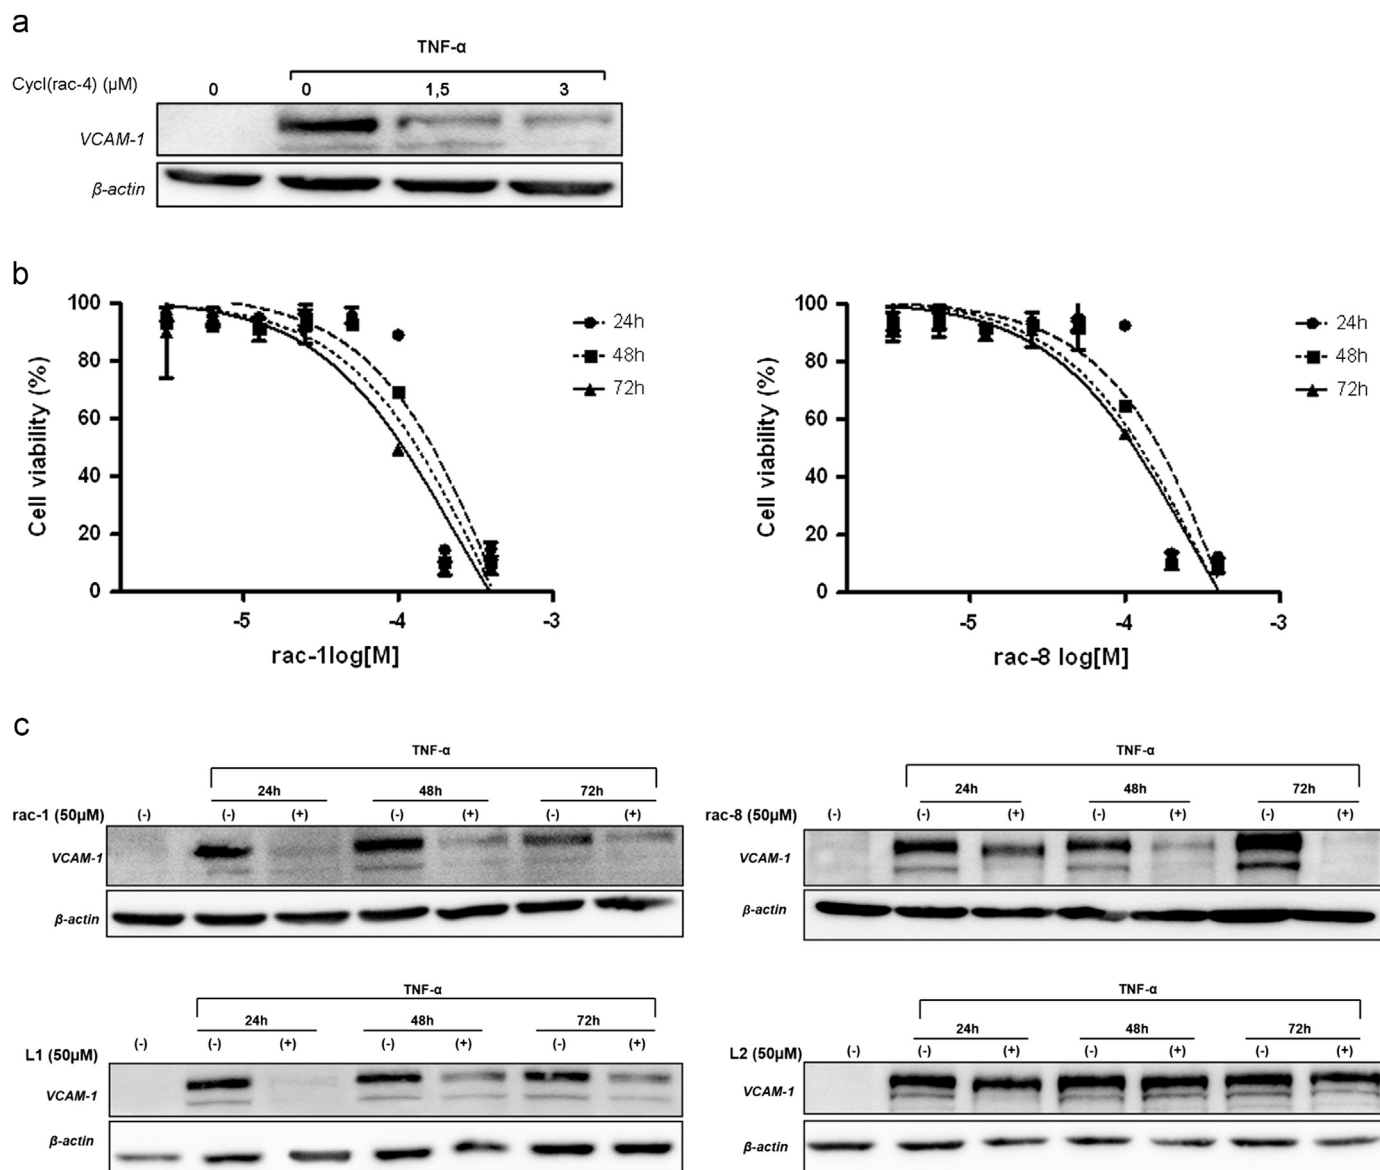 a
TNF-α
Cycl(rac-4) (µM) 0 0 1,5 3
VCAM-1
β-actin
b
100
80
60
40
20
0
Cell viability (%)
-5 -4 -3
rac-1log[M]
24h
48h
72h
100
80
60
40
20
0
Cell viability (%)
-5 -4 -3
rac-8 log[M]
24h
48h
72h
c
TNF-α
24h 48h 72h
rac-1 (50µM) (-) (-) (+) (-) (+) (-) (+)
VCAM-1
β-actin
TNF-α
24h 48h 72h
rac-8 (50µM) (-) (-) (+) (-) (+) (-) (+)
VCAM-1
β-actin
TNF-α
24h 48h 72h
L1 (50µM) (-) (-) (+) (-) (+) (-) (+)
VCAM-1
β-actin
TNF-α
24h 48h 72h
L2 (50µM) (-) (-) (+) (-) (+) (-) (+)
VCAM-1
β-actin